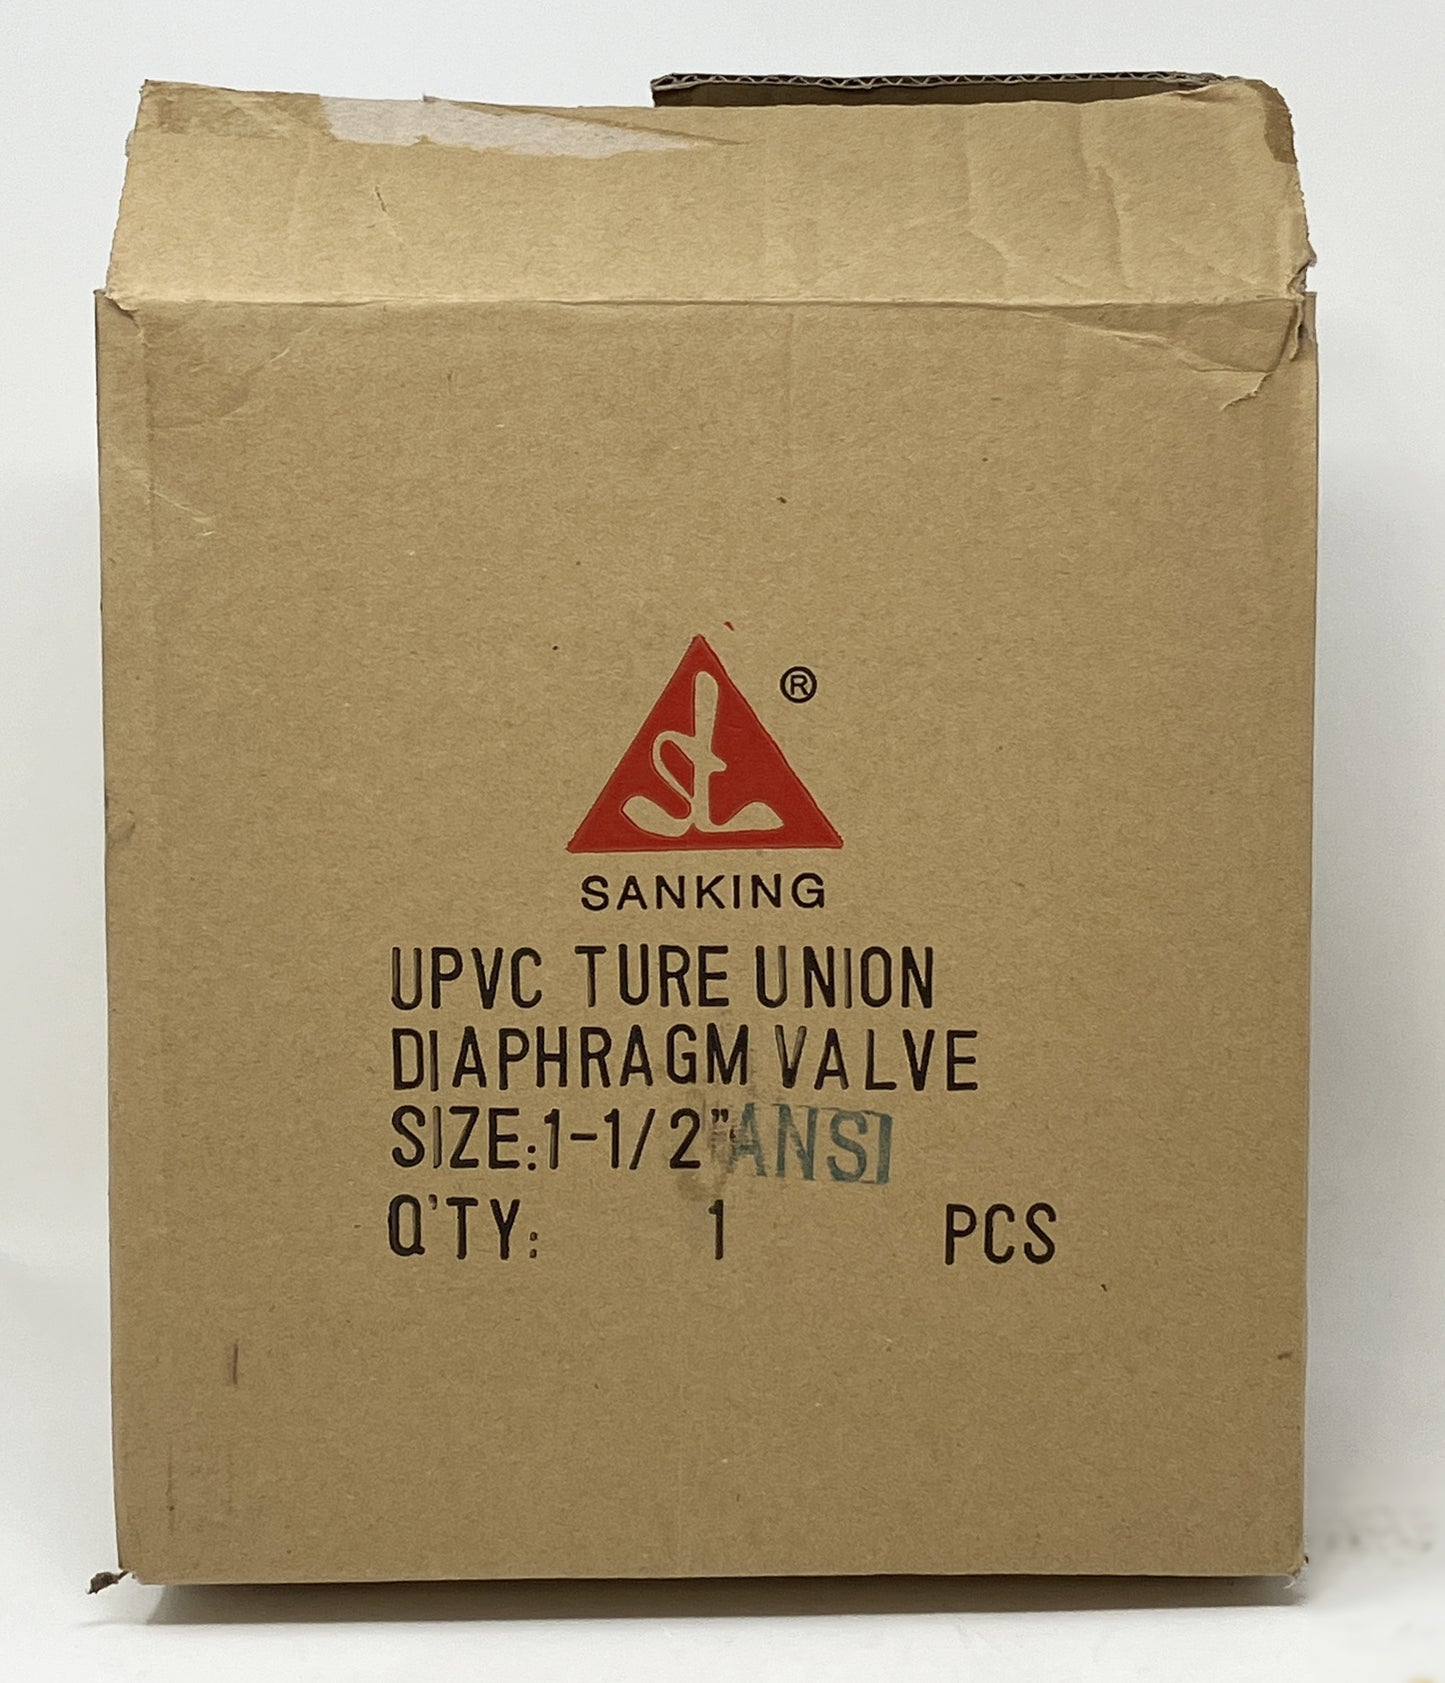 ®
SANKING
UPVC TURE UNION
DIAPHRAGM VALVE
SIZE:1-1/2" ANSI
Q'TY: 1 PCS